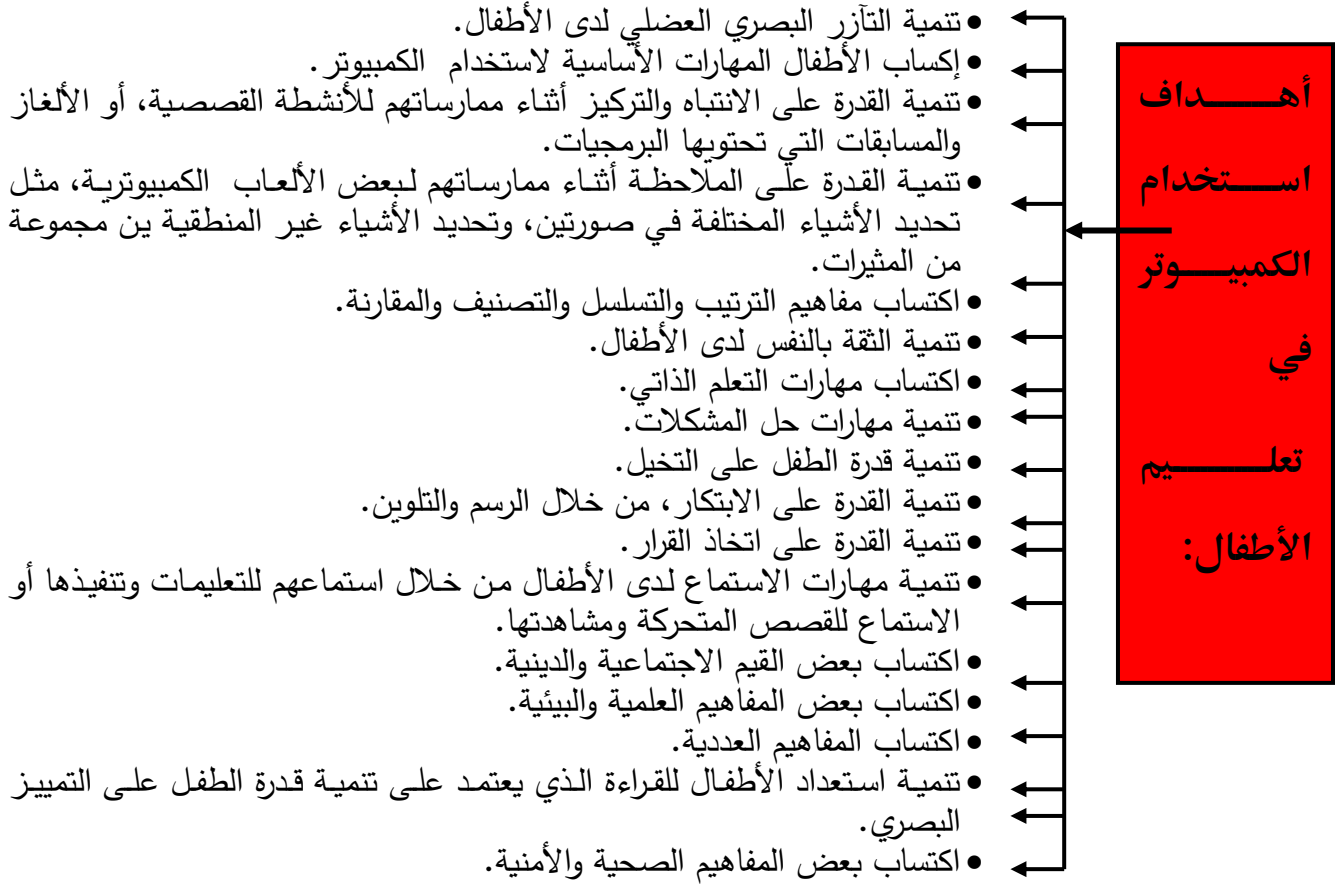 أهداف
استخدام
الكمبيوتر
في
تعليم
الأطفال:
• تنمية التآزر البصري العضلي لدى الأطفال.
• إكساب الأطفال المهارات الأساسية لاستخدام الكمبيوتر.
• تنمية القدرة على الانتباه والتركيز أثناء ممارساتهم للأنشطة القصصية، أو الألغاز
والمسابقات التي تحتويها البرمجيات.
• تنمية القدرة على الملاحظة أثناء ممارساتهم لبعض الألعاب الكمبيوترية، مثل
تحديد الأشياء المختلفة في صورتين، وتحديد الأشياء غير المنطقية ين مجموعة
من المثيرات.
• اكتساب مفاهيم الترتيب والتسلسل والتصنيف والمقارنة.
• تنمية الثقة بالنفس لدى الأطفال.
• اكتساب مهارات التعلم الذاتي.
• تنمية مهارات حل المشكلات.
• تنمية قدرة الطفل على التخيل.
• تنمية القدرة على الابتكار، من خلال الرسم والتلوين.
• تنمية القدرة على اتخاذ القرار.
• تنمية مهارات الاستماع لدى الأطفال من خلال استماعهم للتعليمات وتنفيذها أو
الاستماع للقصص المتحركة ومشاهدتها.
• اكتساب بعض القيم الاجتماعية والدينية.
• اكتساب بعض المفاهيم العلمية والبيئية.
• اكتساب المفاهيم العددية.
• تنمية استعداد الأطفال للقراءة الذي يعتمد على تنمية قدرة الطفل على التمييز
البصري.
• اكتساب بعض المفاهيم الصحية والأمنية.